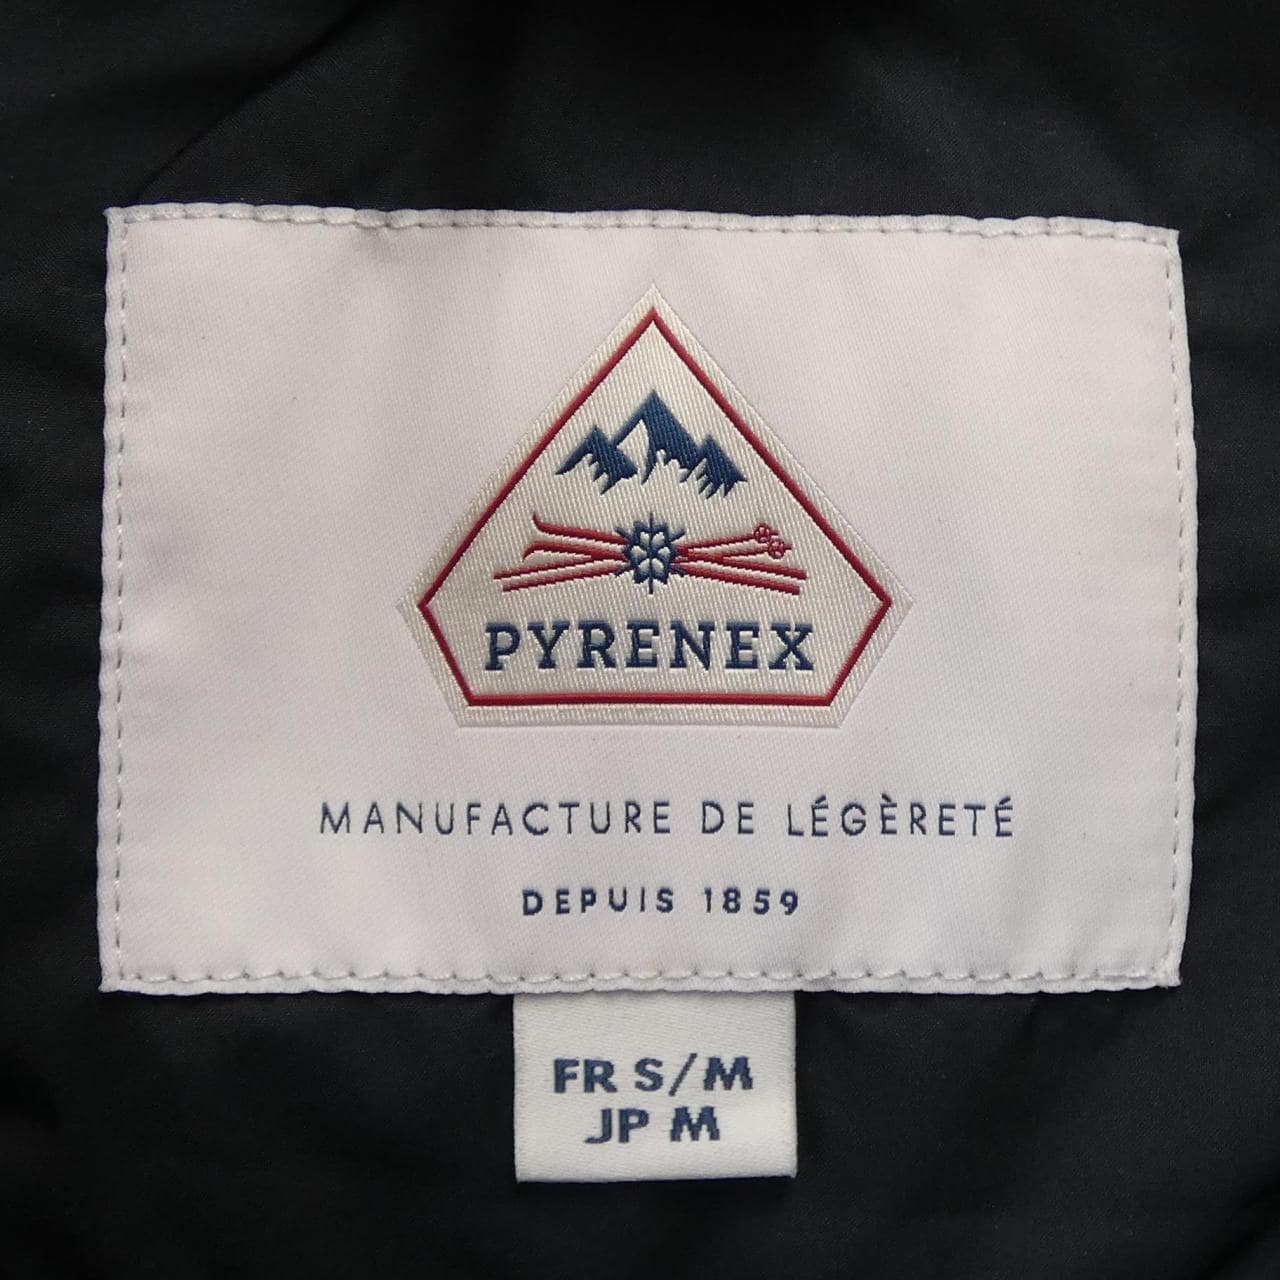 PYRENEX
MANUFACTURE DE LÉGÈRETÉ
DEPUIS 1859
FR S/M
JP M